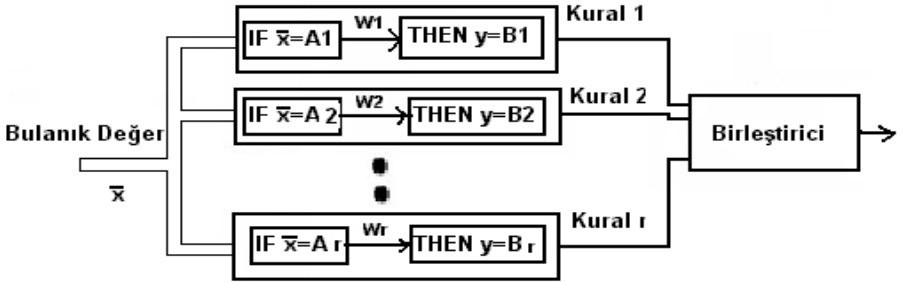 Kural 1
IF x̅=A1 W1 THEN y=B1
Kural 2
IF x̅=A2 W2 THEN y=B2
Bulanık Değer
x̅
Birleştirici
Kural r
IF x̅=A r Wr THEN y=B r